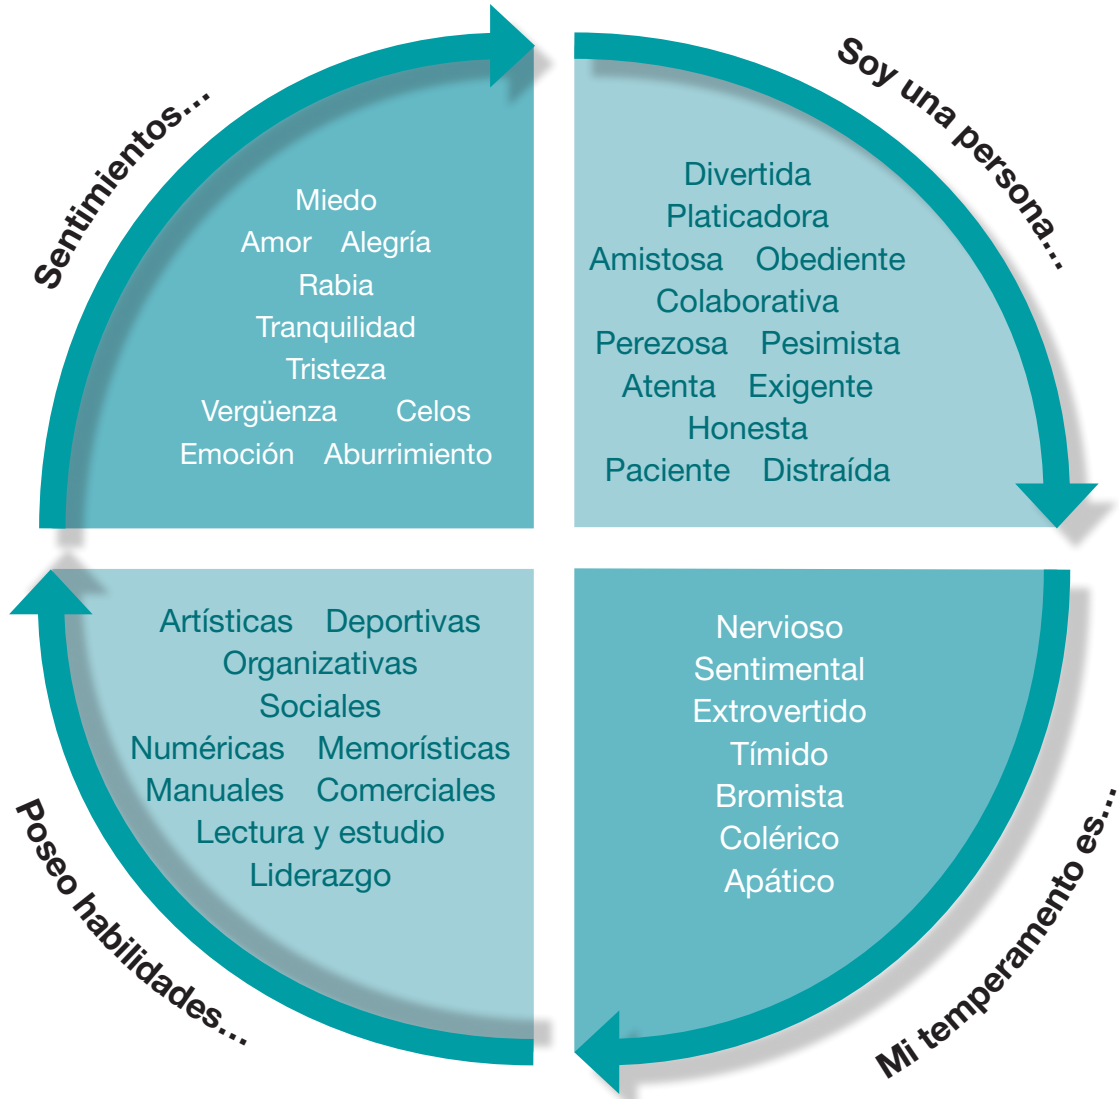 Sentimientos...
Miedo
Amor Alegría
Rabia
Tranquilidad
Tristeza
Vergüenza Celos
Emoción Aburrimiento
Soy una persona...
Divertida
Platicadora
Amistosa Obediente
Colaborativa
Perezosa Pesimista
Atenta Exigente
Honesta
Paciente Distraída
Poseo habilidades...
Artísticas Deportivas
Organizativas
Sociales
Numéricas Memorísticas
Manuales Comerciales
Lectura y estudio
Liderazgo
Mi temperamento es...
Nervioso
Sentimental
Extrovertido
Tímido
Bromista
Colérico
Apático